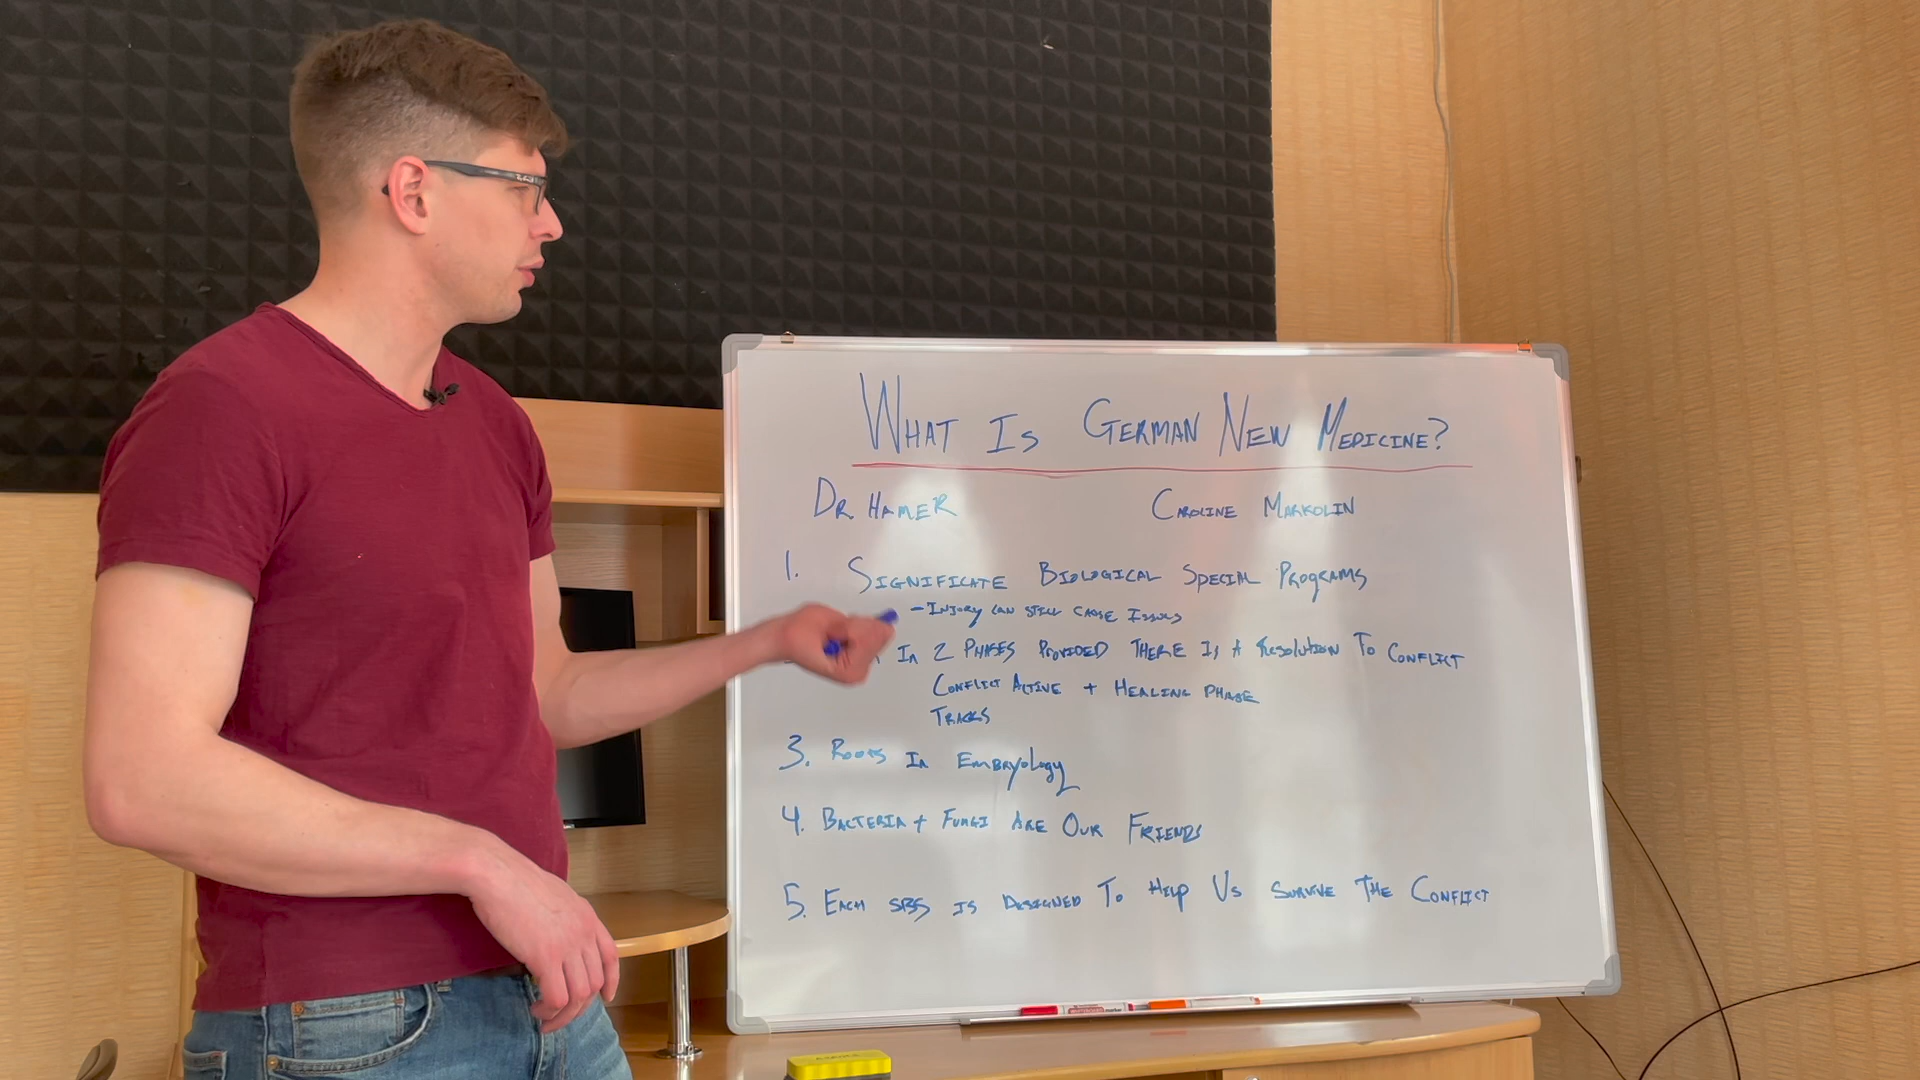 What Is German New Medicine?
Dr Hamer Caroline Markolin
1. Significate Biological Special Programs
- Injury can still cause issues
In 2 Phases Provided There Is A Resolution To Conflict
Conflict Active + Healing Phase
Tracks
3. Roots In Embryology
4. Bacteria + Fungi Are Our Friends
5. Each SBS is Designed To Help Us Survive The Conflict